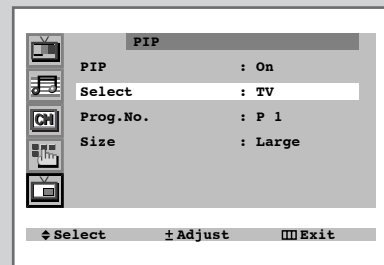 PIP
PIP : On
Select : TV
CH Prog.No. : P 1
Size : Large
Select ± Adjust Exit